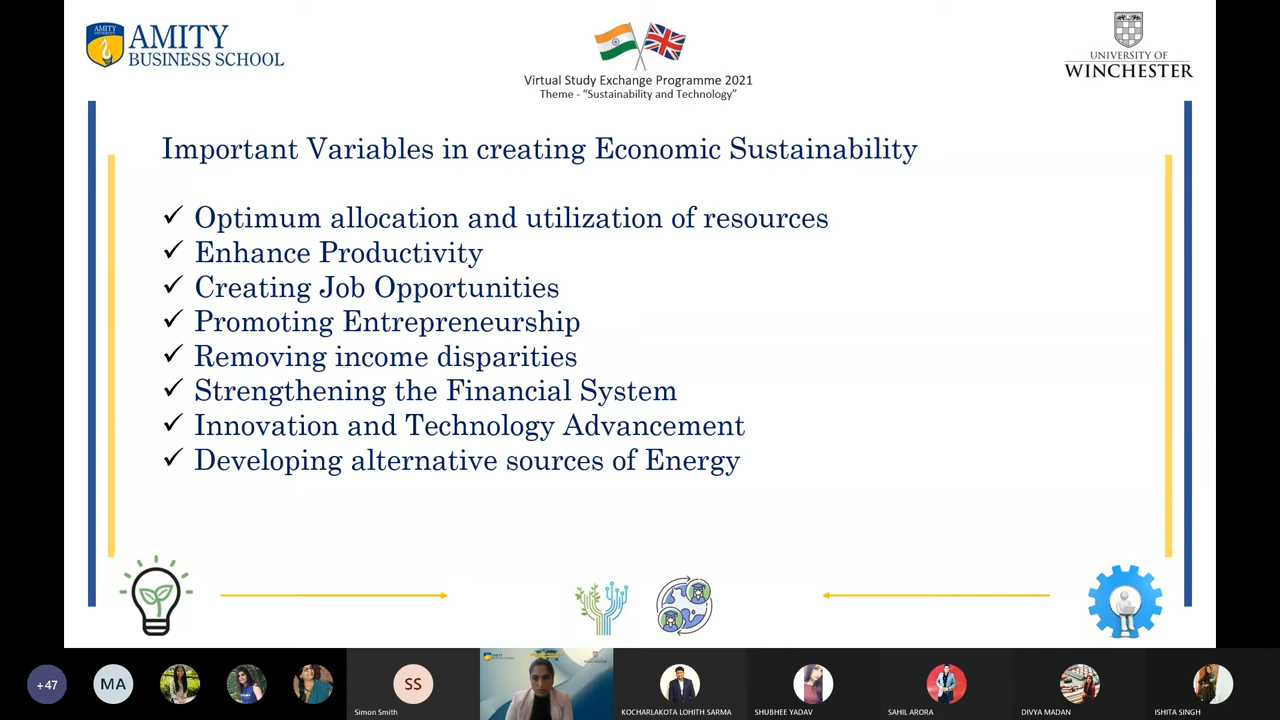 AMITY
BUSINESS SCHOOL
Virtual Study Exchange Programme 2021
Theme - “Sustainability and Technology”
UNIVERSITY OF
WINCHESTER
Important Variables in creating Economic Sustainability
✓ Optimum allocation and utilization of resources
✓ Enhance Productivity
✓ Creating Job Opportunities
✓ Promoting Entrepreneurship
✓ Removing income disparities
✓ Strengthening the Financial System
✓ Innovation and Technology Advancement
✓ Developing alternative sources of Energy
+47
MA
SS
Simon Smith
KOCHARLAKOTA LOHITH SARMA
SHUBHEE YADAV
SAHIL ARORA
DIVYA MADAN
ISHITA SINGH